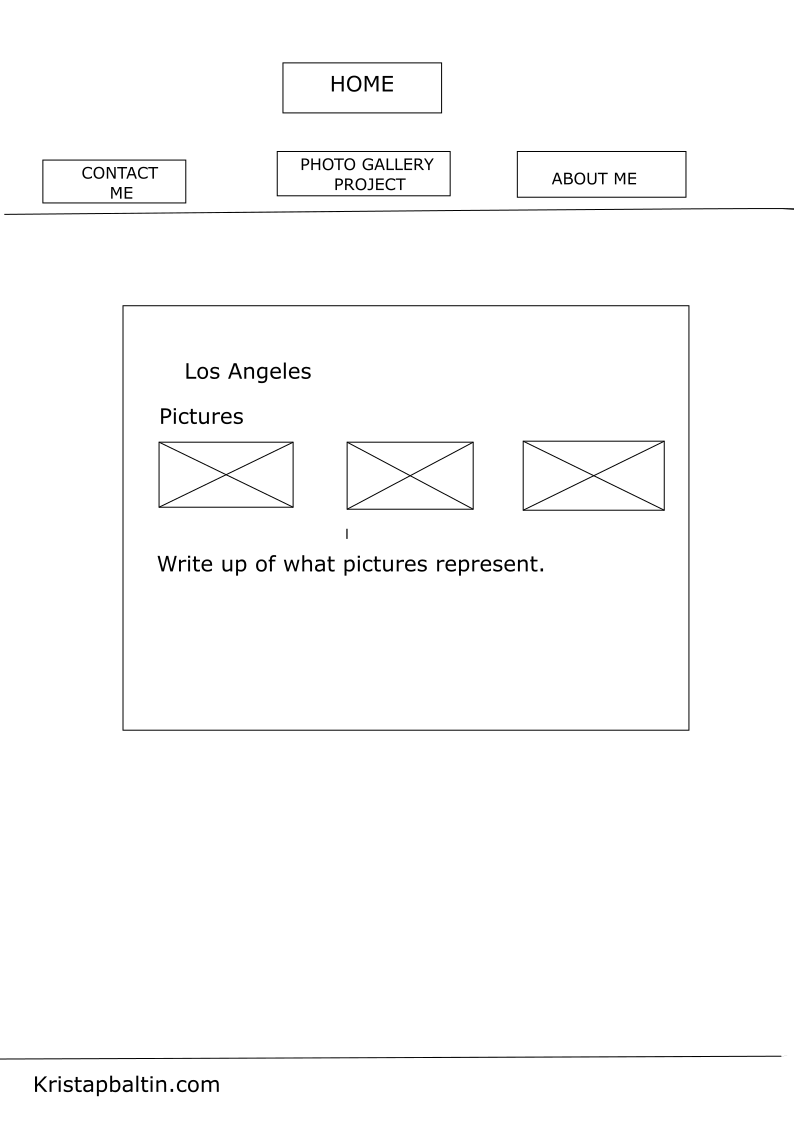 HOME
CONTACT
ME
PHOTO GALLERY
PROJECT
ABOUT ME
Los Angeles
Pictures
Write up of what pictures represent.
Kristapbaltin.com